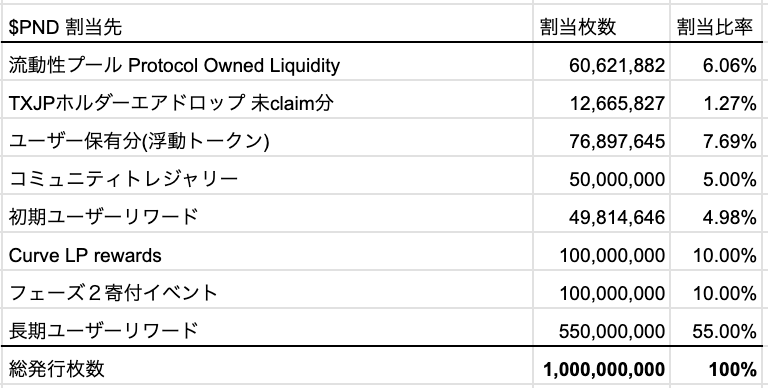 $PND 割当先 割当枚数 割当比率
流動性プール Protocol Owned Liquidity 60,621,882 6.06%
TXJPホルダーエアドロップ 未claim分 12,665,827 1.27%
ユーザー保有分(浮動トークン) 76,897,645 7.69%
コミュニティトレジャリー 50,000,000 5.00%
初期ユーザーリワード 49,814,646 4.98%
Curve LP rewards 100,000,000 10.00%
フェーズ２寄付イベント 100,000,000 10.00%
長期ユーザーリワード 550,000,000 55.00%
総発行枚数 1,000,000,000 100%